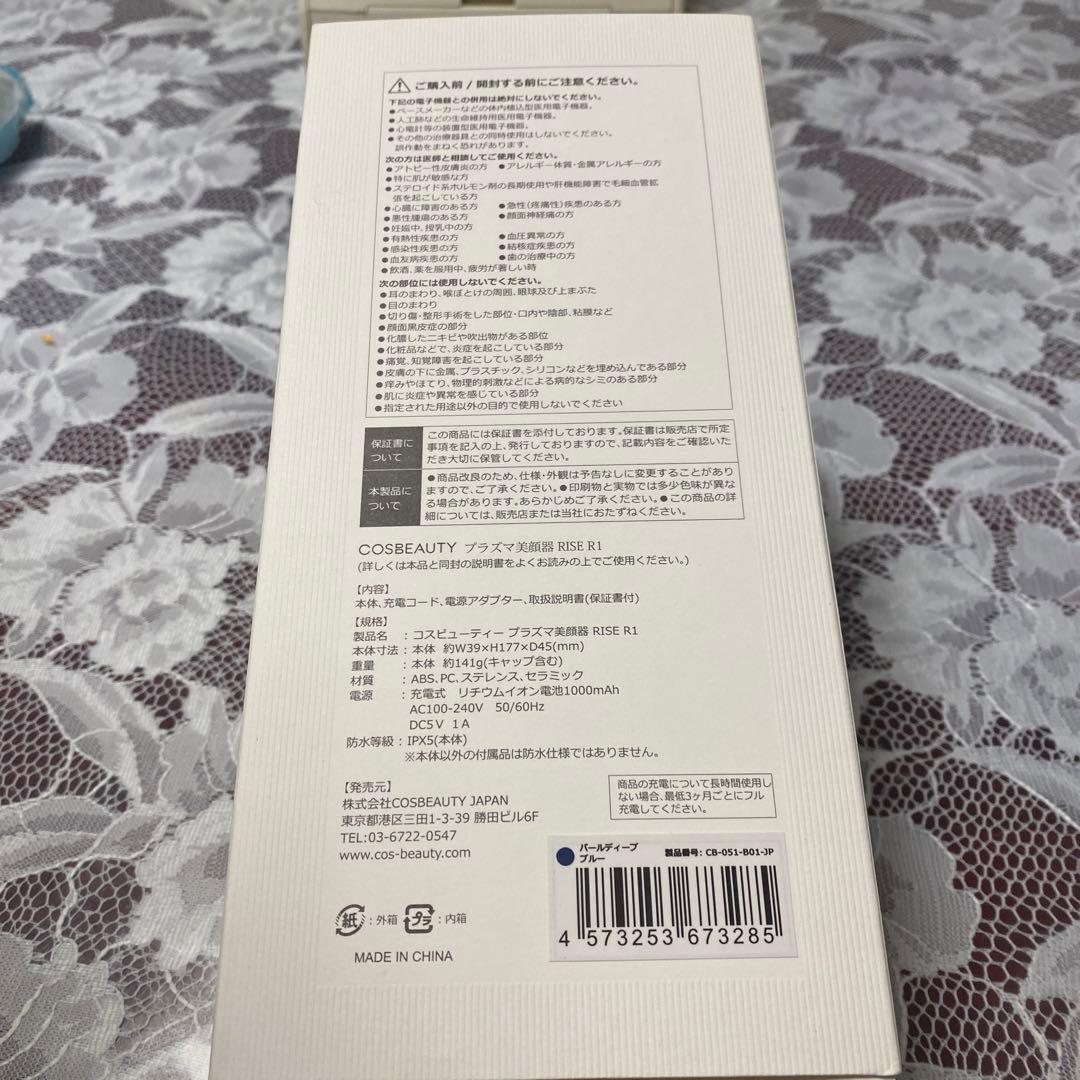 ご購入前 / 開封する前にご注意ください。
下記の電子機器との併用は絶対にしないでください。
●ペースメーカーなどの体内植込型医用電子機器。
●人工肺などの生命維持用医用電子機器。
●心電計等の装置型医用電子機器。
●その他の治療器具との同時使用はしないでください。
誤作動をまねく恐れがあります。
次の方は医師と相談してご使用ください。
●アトピー性皮膚炎の方 ●アレルギー体質・金属アレルギーの方
●特に肌が敏感な方
●ステロイド系ホルモン剤の長期使用や肝機能障害で毛細血管拡
張を起こしている方
●心臓に障害のある方 ●急性(疼痛性)疾患のある方
●悪性腫瘍のある方 ●顔面神経痛の方
●妊娠中、授乳中の方
●有熱性疾患の方 ●血圧異常の方
●感染性疾患の方 ●結核症疾患の方
●血友病疾患の方 ●歯の治療中の方
●飲酒、薬を服用中、疲労が著しい時
次の部位には使用しないでください。
●耳のまわり、喉ぼとけの周囲、眼球及び上まぶた
●目のまわり
●切り傷・整形手術をした部位・口内や陰部、粘膜など
●顔面黒皮症の部分
●化膿したニキビや吹出物がある部位
●化粧品などで、炎症を起こしている部分
●痛覚、知覚障害を起こしている部分
●皮膚の下に金属、プラスチック、シリコンなどを埋め込んである部分
●痒みやほてり、物理的刺激などによる病的なシミのある部分
●肌に炎症や異常を感じている部分
●指定された用途以外の目的で使用しないでください
保証書に
ついて
この商品には保証書を添付しております。保証書は販売店で所定
事項を記入の上、発行しておりますので、記載内容をご確認いた
だき大切に保管してください。
本製品に
ついて
●商品改良のため、仕様・外観は予告なしに変更することがあり
ますので、ご了承ください。●印刷物と実物では多少色味が異な
る場合があります。あらかじめご了承ください。●この商品の詳
細については、販売店または当社におたずねください。
COSBEAUTY プラズマ美顔器 RISE R1
(詳しくは本品と同封の説明書をよくお読みの上でご使用ください。)
【内容】
本体、充電コード、電源アダプター、取扱説明書(保証書付)
【規格】
製品名 : コスビューティー プラズマ美顔器 RISE R1
本体寸法 : 本体 約W39×H177×D45(mm)
重量 : 本体 約141g(キャップ含む)
材質 : ABS、PC、ステレンス、セラミック
電源 : 充電式 リチウムイオン電池1000mAh
AC100-240V 50/60Hz
DC5V 1A
防水等級 : IPX5(本体)
※本体以外の付属品は防水仕様ではありません。
【発売元】
株式会社COSBEAUTY JAPAN
東京都港区三田1-3-39 勝田ビル6F
TEL:03-6722-0547
www.cos-beauty.com
商品の充電について長時間使用し
ない場合、最低3ヶ月ごとにフル
充電してください。
パールディープ
ブルー
製品番号: CB-051-B01-JP
4 573253 673285
紙 : 外箱 プラ : 内箱
MADE IN CHINA